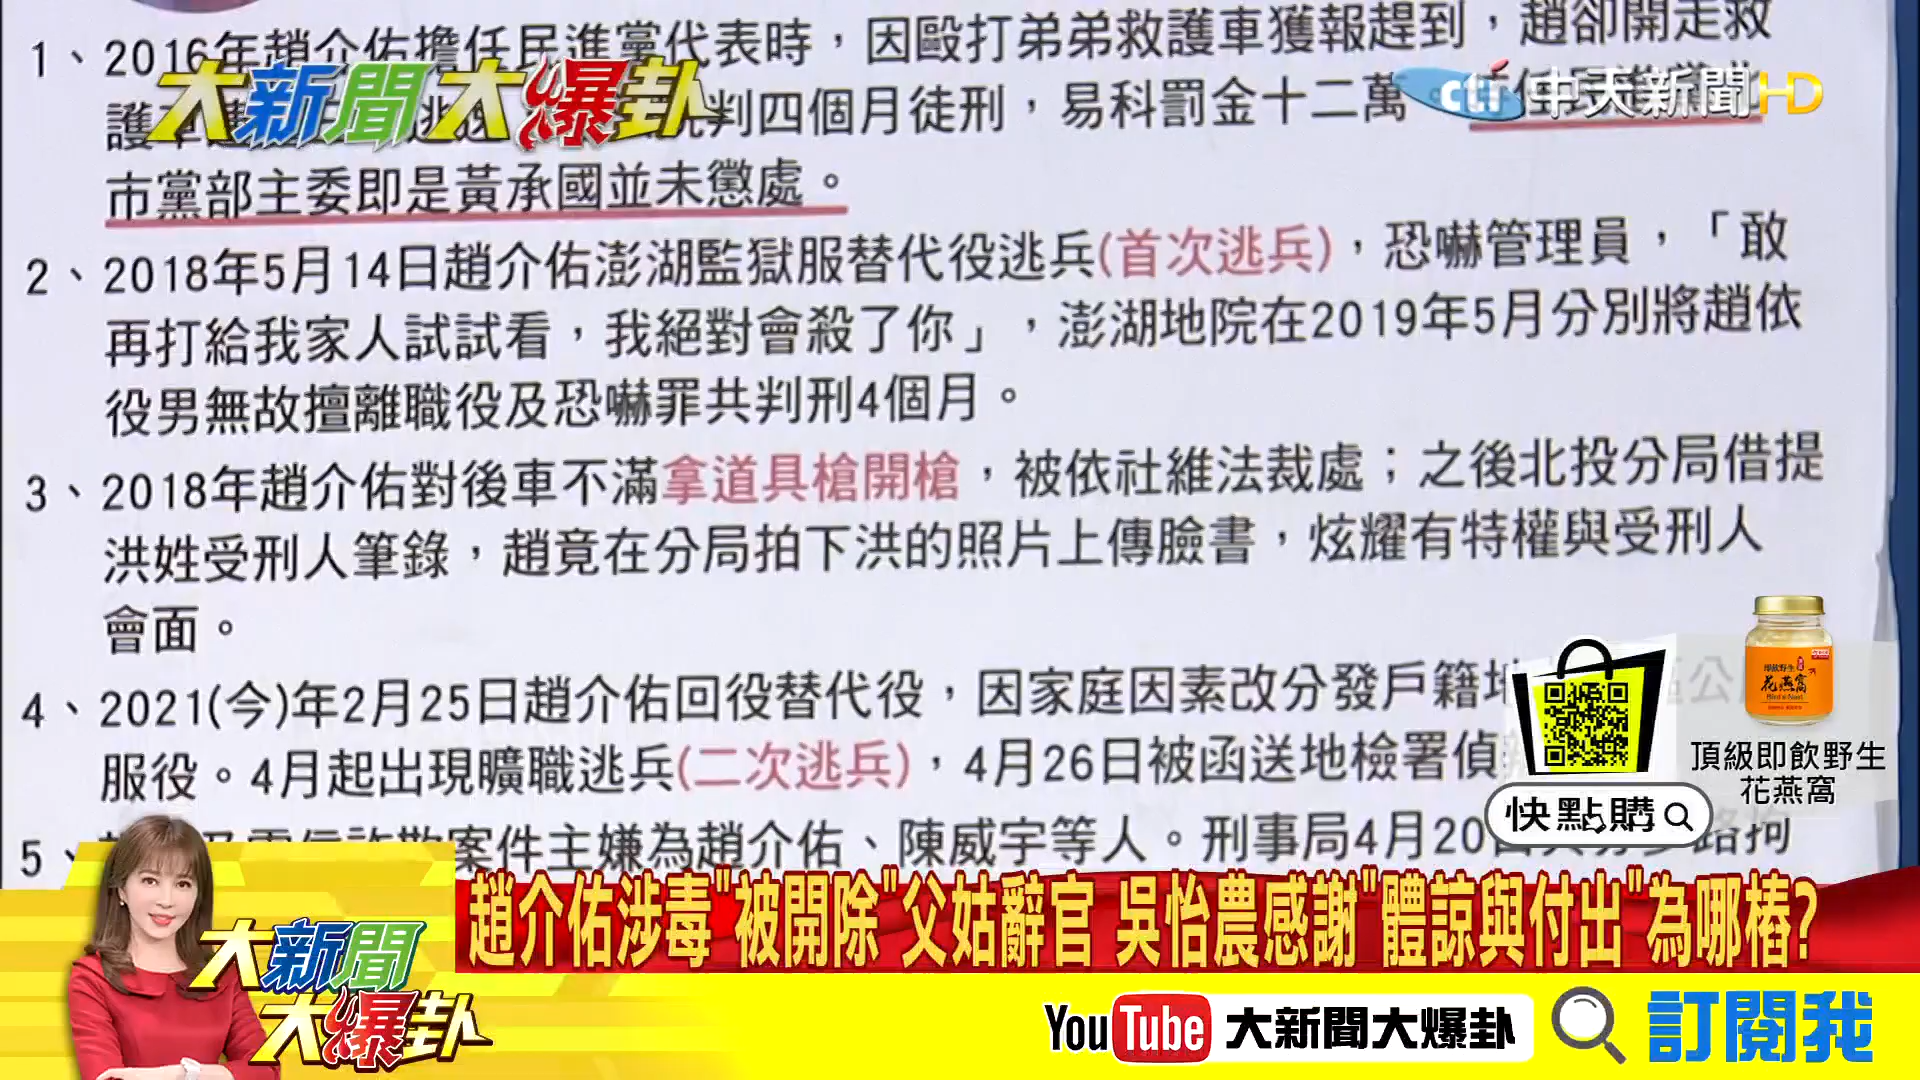 1、2016年趙介佑擔任民進黨代表時，因毆打弟弟救護車獲報趕到，趙卻開走救
護車 判四個月徒刑，易科罰金十二萬
市黨部主委即是黃承國並未懲處。
2、2018年5月14日趙介佑澎湖監獄服替代役逃兵(首次逃兵)，恐嚇管理員，「敢
再打給我家人試試看，我絕對會殺了你」，澎湖地院在2019年5月分別將趙依
役男無故擅離職役及恐嚇罪共判刑4個月。
3、2018年趙介佑對後車不滿拿道具槍開槍，被依社維法裁處；之後北投分局借提
洪姓受刑人筆錄，趙竟在分局拍下洪的照片上傳臉書，炫耀有特權與受刑人
會面。
4、2021(今)年2月25日趙介佑回役替代役，因家庭因素改分發戶籍地
服役。4月起出現曠職逃兵(二次逃兵)，4月26日被函送地檢署偵
5、 案件主嫌為趙介佑、陳威宇等人。刑事局4月20日
大新聞大爆卦
cti 中天新聞HD
即飲野生
花燕窩
Bird's Nest
頂級即飲野生
花燕窩
快點購
趙介佑涉毒"被開除"父姑辭官 吳怡農感謝"體諒與付出"為哪樁?
大新聞
大爆卦
YouTube 大新聞大爆卦 訂閱我